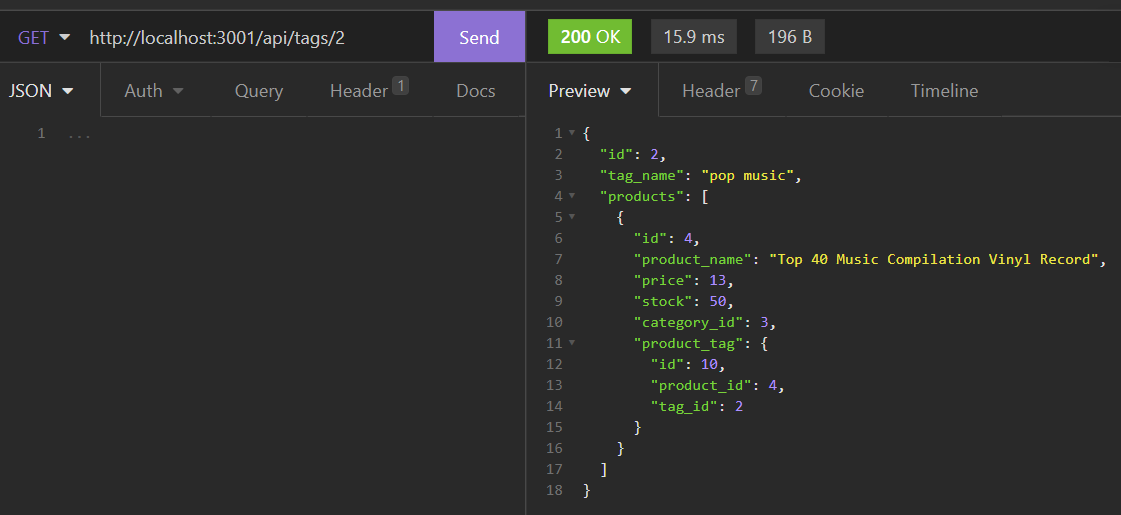 GET http://localhost:3001/api/tags/2 Send 200 OK 15.9 ms 196 B
JSON Auth Query Header 1 Docs Preview Header 7 Cookie Timeline
1 ...
1 {
2 "id": 2,
3 "tag_name": "pop music",
4 "products": [
5 {
6 "id": 4,
7 "product_name": "Top 40 Music Compilation Vinyl Record",
8 "price": 13,
9 "stock": 50,
10 "category_id": 3,
11 "product_tag": {
12 "id": 10,
13 "product_id": 4,
14 "tag_id": 2
15 }
16 }
17 ]
18 }